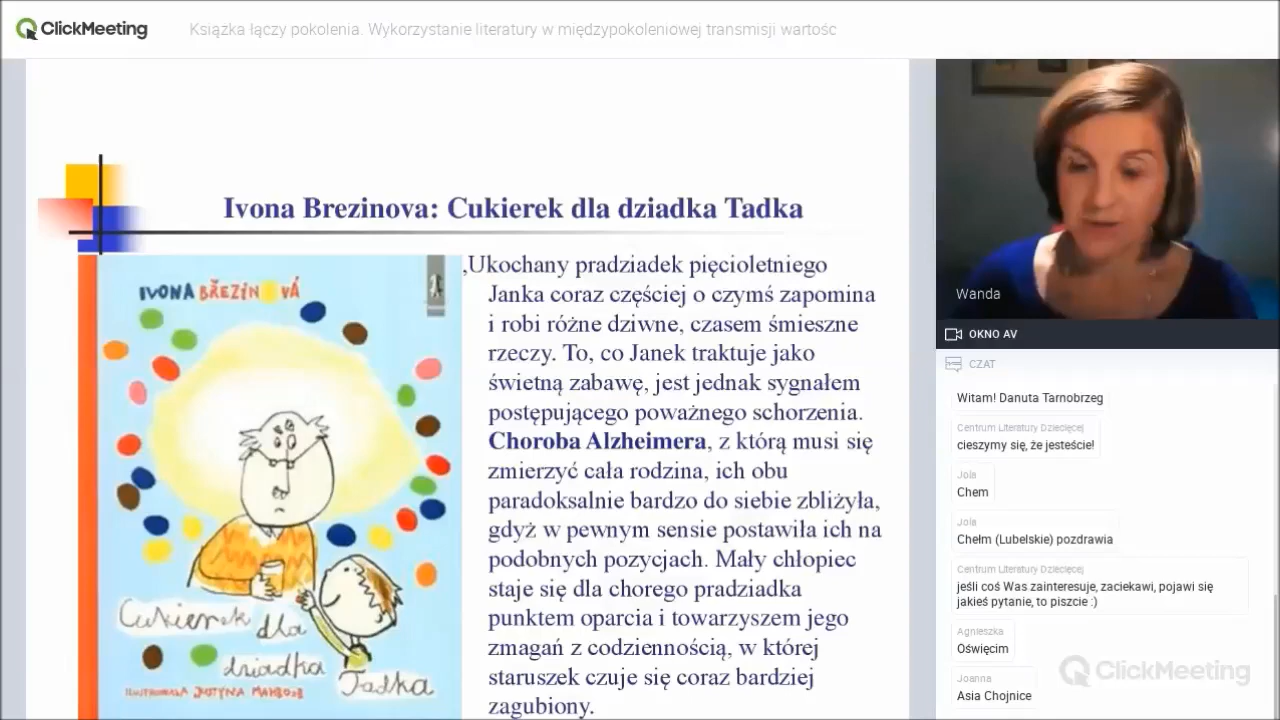 ClickMeeting
Książka łączy pokolenia. Wykorzystanie literatury w międzypokoleniowej transmisji wartośc
Ivona Brezinova: Cukierek dla dziadka Tadka
IVONA BŘEZINOVÁ
Cukierek
dla
dziadka
Tadka
ILUSTROWAŁA JUSTYNA
‚Ukochany pradziadek pięcioletniego
Janka coraz częściej o czymś zapomina
i robi różne dziwne, czasem śmieszne
rzeczy. To, co Janek traktuje jako
świetną zabawę, jest jednak sygnałem
postępującego poważnego schorzenia.
Choroba Alzheimera, z którą musi się
zmierzyć cała rodzina, ich obu
paradoksalnie bardzo do siebie zbliżyła,
gdyż w pewnym sensie postawiła ich na
podobnych pozycjach. Mały chłopiec
staje się dla chorego pradziadka
punktem oparcia i towarzyszem jego
zmagań z codziennością, w której
staruszek czuje się coraz bardziej
zagubiony.
Wanda
OKNO AV
CZAT
Witam! Danuta Tarnobrzeg
Centrum Literatury Dziecięcej
cieszymy się, że jesteście!
Jola
Chem
Jola
Chełm (Lubelskie) pozdrawia
Centrum Literatury Dziecięcej
jeśli coś Was zainteresuje, zaciekawi, pojawi się
jakieś pytanie, to piszcie :)
Agnieszka
Oświęcim
Joanna
Asia Chojnice
ClickMeeting